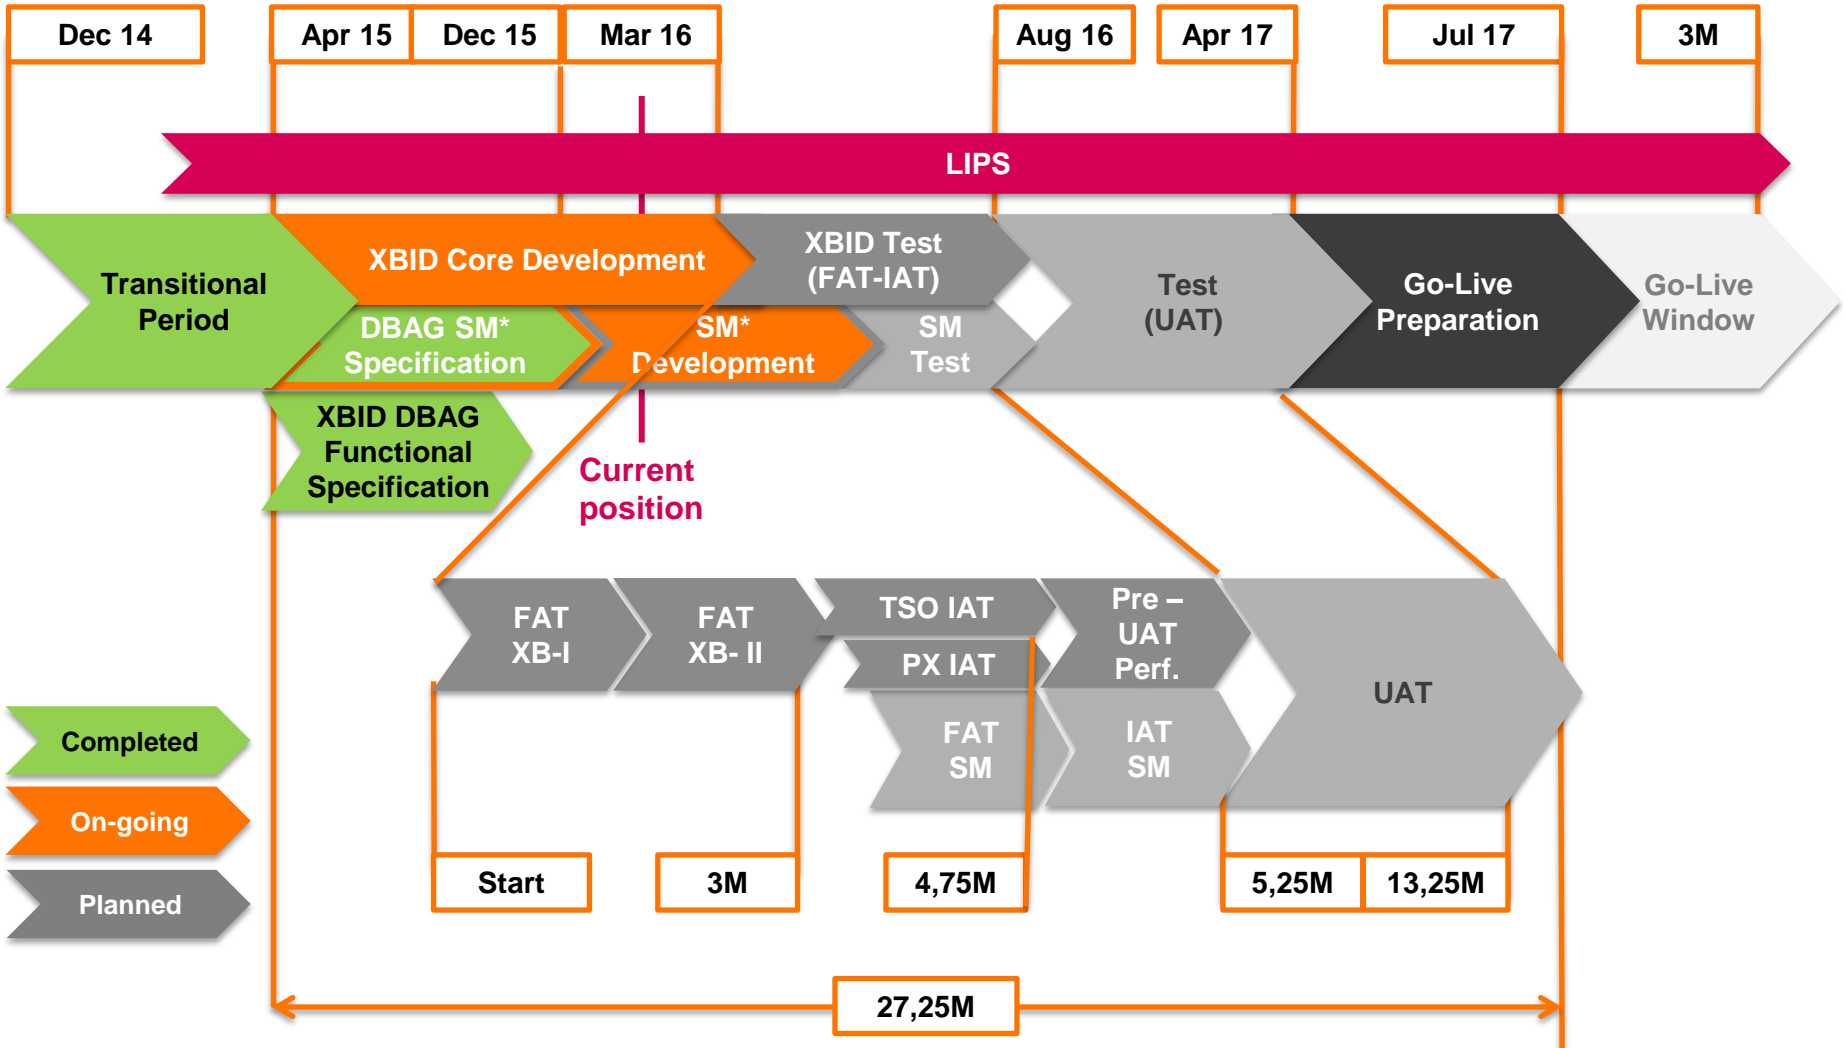 Dec 14
Apr 15
Dec 15
Mar 16
Aug 16
Apr 17
Jul 17
3M
LIPS
Transitional
Period
XBID Core Development
XBID Test
(FAT-IAT)
DBAG SM*
Specification
SM*
Development
SM
Test
Test
(UAT)
Go-Live
Preparation
Go-Live
Window
XBID DBAG
Functional
Specification
Current
position
FAT
XB-I
FAT
XB- II
TSO IAT
PX IAT
Pre –
UAT
Perf.
FAT
SM
IAT
SM
UAT
Completed
On-going
Planned
Start
3M
4,75M
5,25M
13,25M
27,25M